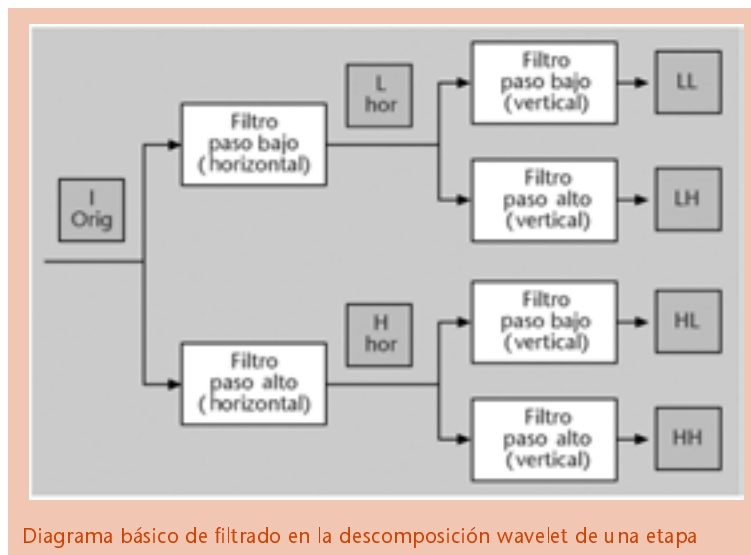 I
Orig
Filtro
paso bajo
(horizontal)
L
hor
Filtro
paso bajo
(vertical)
LL
Filtro
paso alto
(vertical)
LH
Filtro
paso alto
(horizontal)
H
hor
Filtro
paso bajo
(vertical)
HL
Filtro
paso alto
(vertical)
HH
Diagrama básico de filtrado en la descomposición wavelet de una etapa